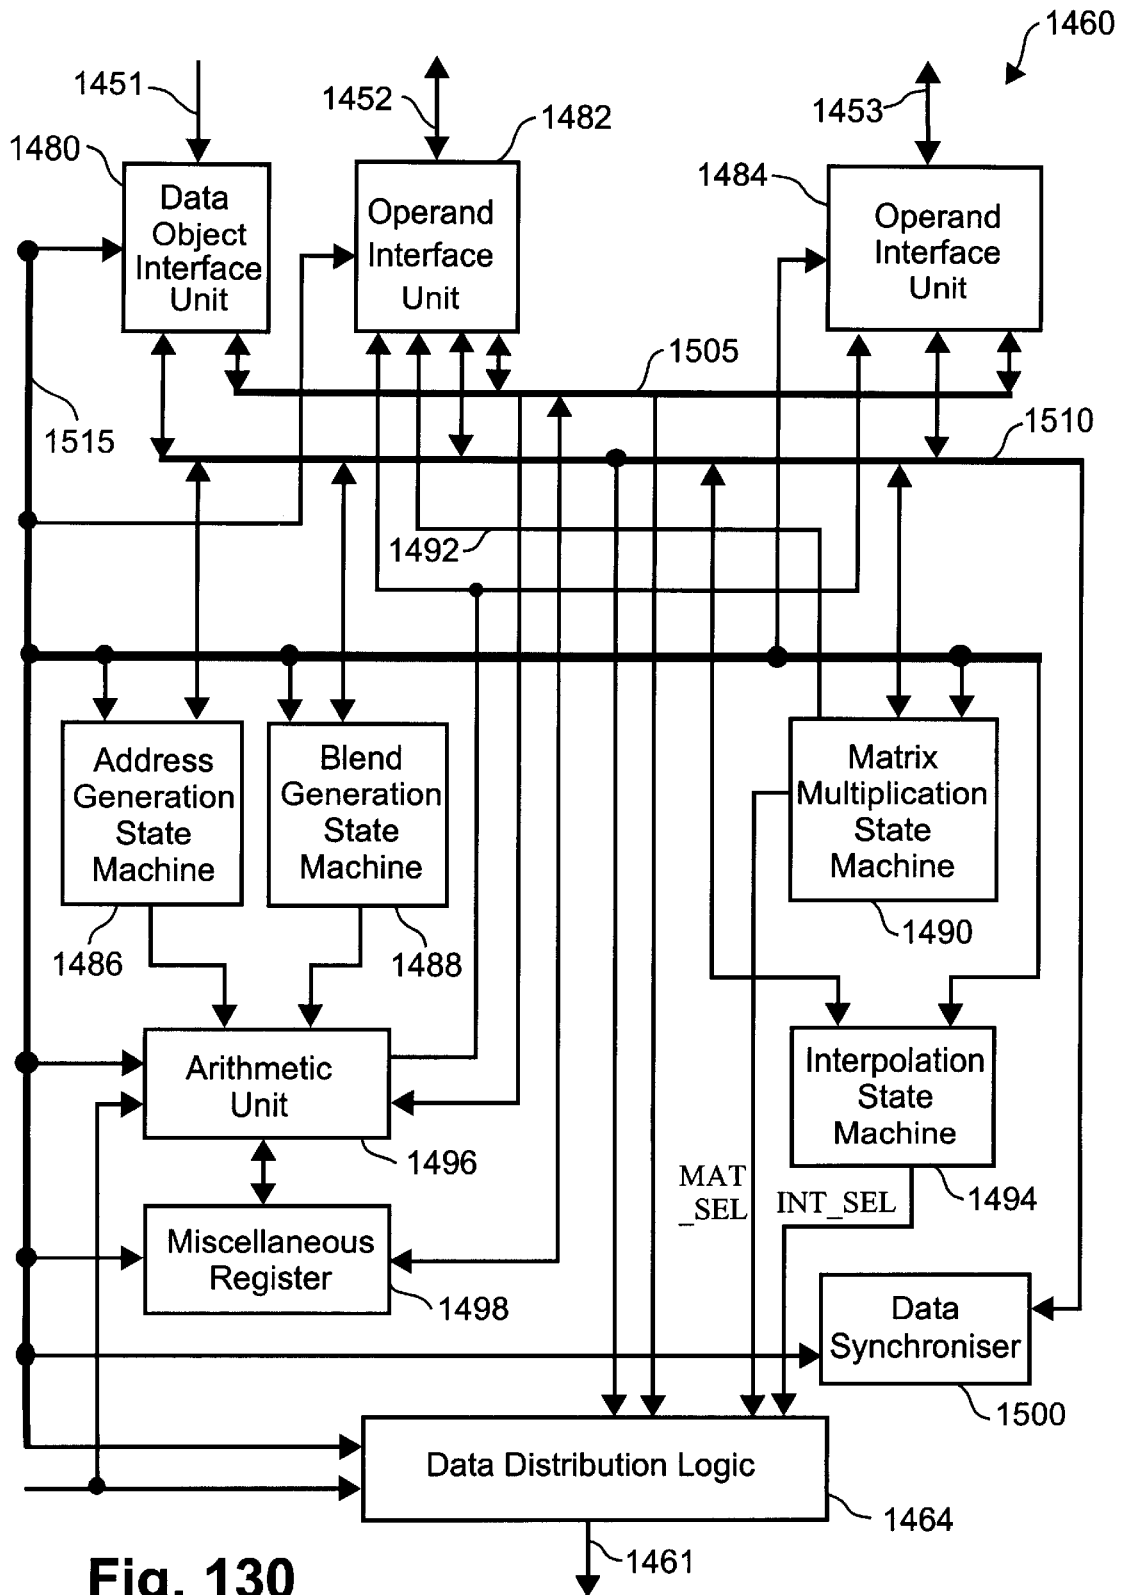 1460
1451
1452
1482
1453
1480
1484
Data
Object
Interface
Unit
Operand
Interface
Unit
Operand
Interface
Unit
1505
1515
1510
1492
Address
Generation
State
Machine
Blend
Generation
State
Machine
Matrix
Multiplication
State
Machine
1486
1488
1490
Arithmetic
Unit
Interpolation
State
Machine
1496
MAT
_SEL
INT_SEL
1494
Miscellaneous
Register
1498
Data
Synchroniser
1500
Data Distribution Logic
1464
1461
Fig. 130